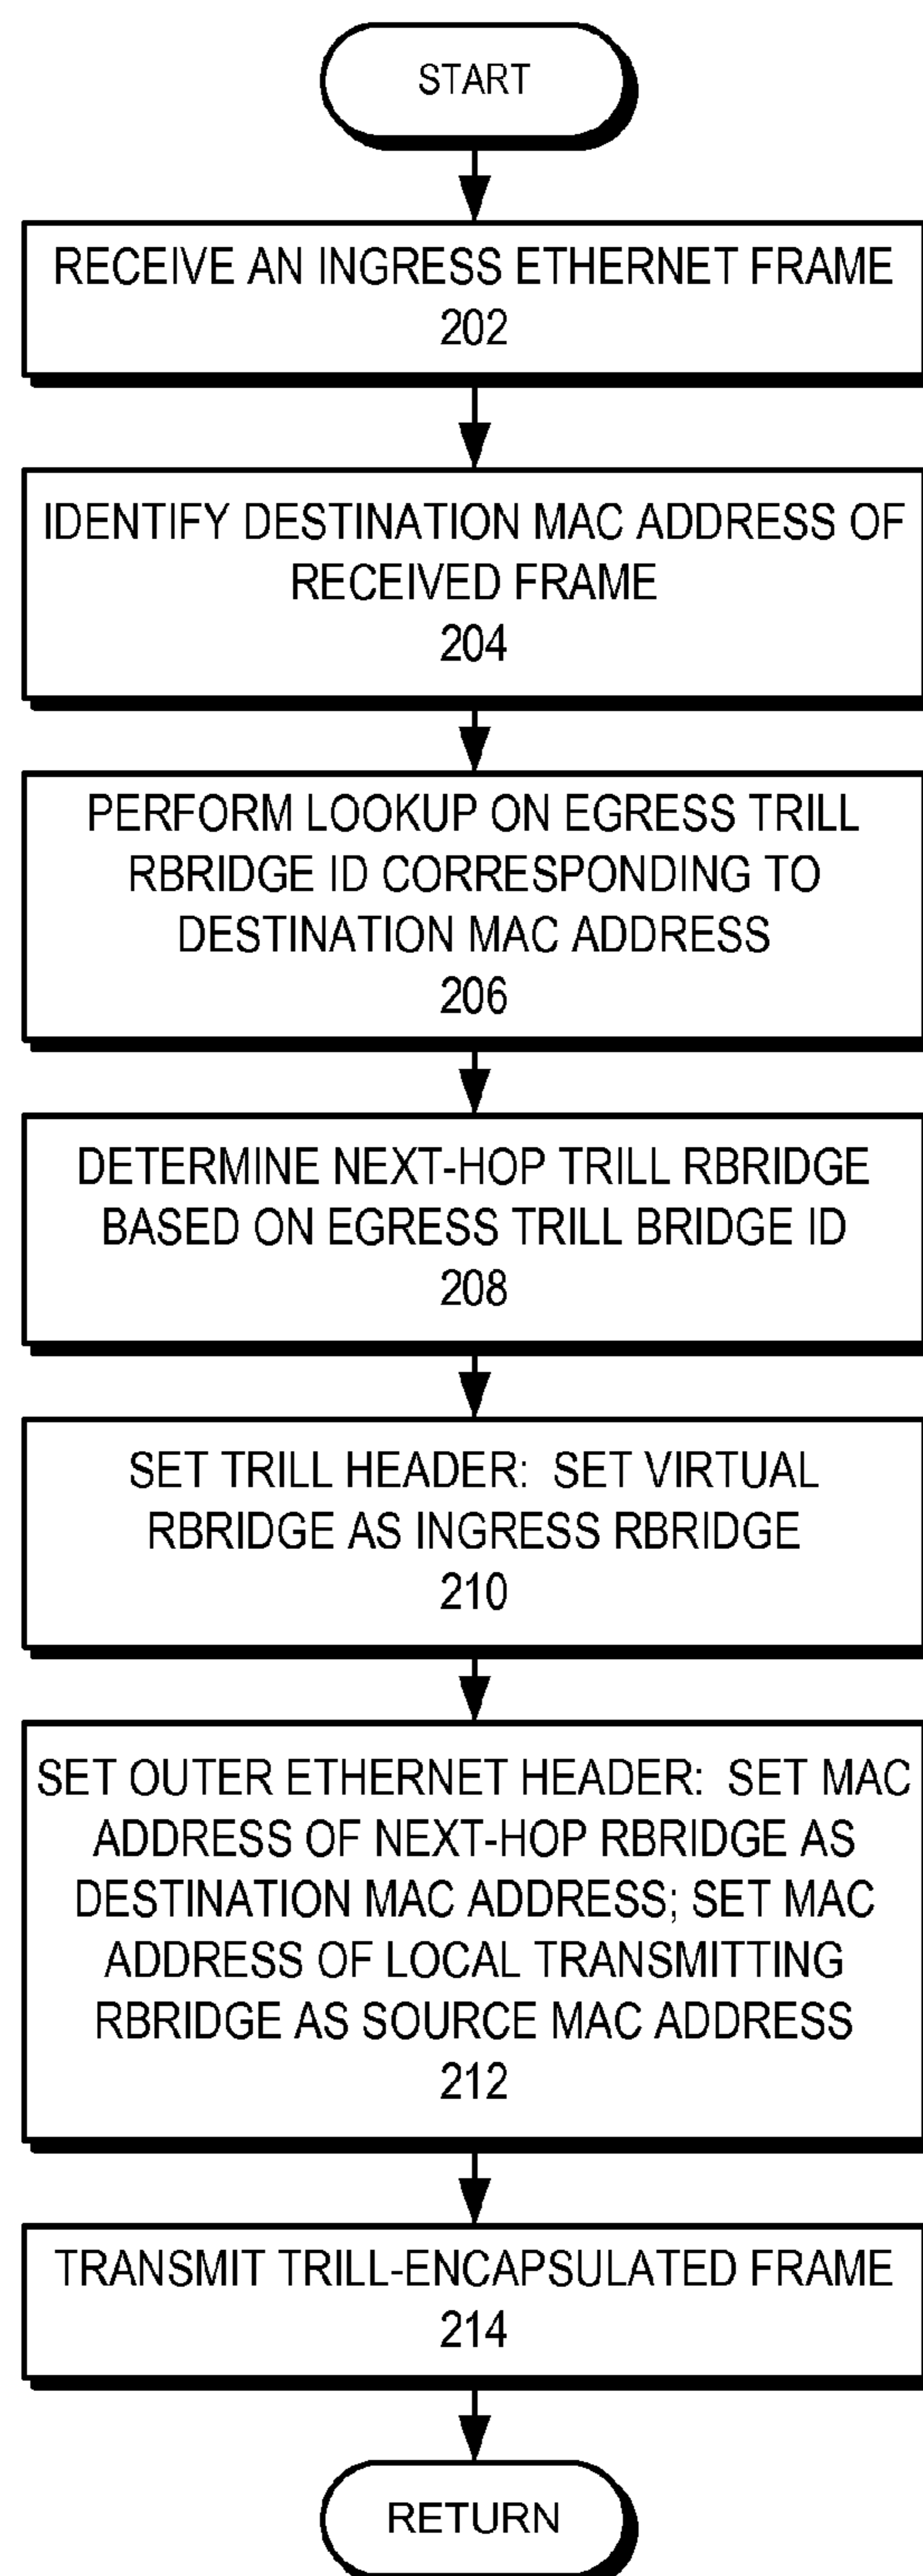 START
RECEIVE AN INGRESS ETHERNET FRAME
202
IDENTIFY DESTINATION MAC ADDRESS OF
RECEIVED FRAME
204
PERFORM LOOKUP ON EGRESS TRILL
RBRIDGE ID CORRESPONDING TO
DESTINATION MAC ADDRESS
206
DETERMINE NEXT-HOP TRILL RBRIDGE
BASED ON EGRESS TRILL BRIDGE ID
208
SET TRILL HEADER: SET VIRTUAL
RBRIDGE AS INGRESS RBRIDGE
210
SET OUTER ETHERNET HEADER: SET MAC
ADDRESS OF NEXT-HOP RBRIDGE AS
DESTINATION MAC ADDRESS; SET MAC
ADDRESS OF LOCAL TRANSMITTING
RBRIDGE AS SOURCE MAC ADDRESS
212
TRANSMIT TRILL-ENCAPSULATED FRAME
214
RETURN